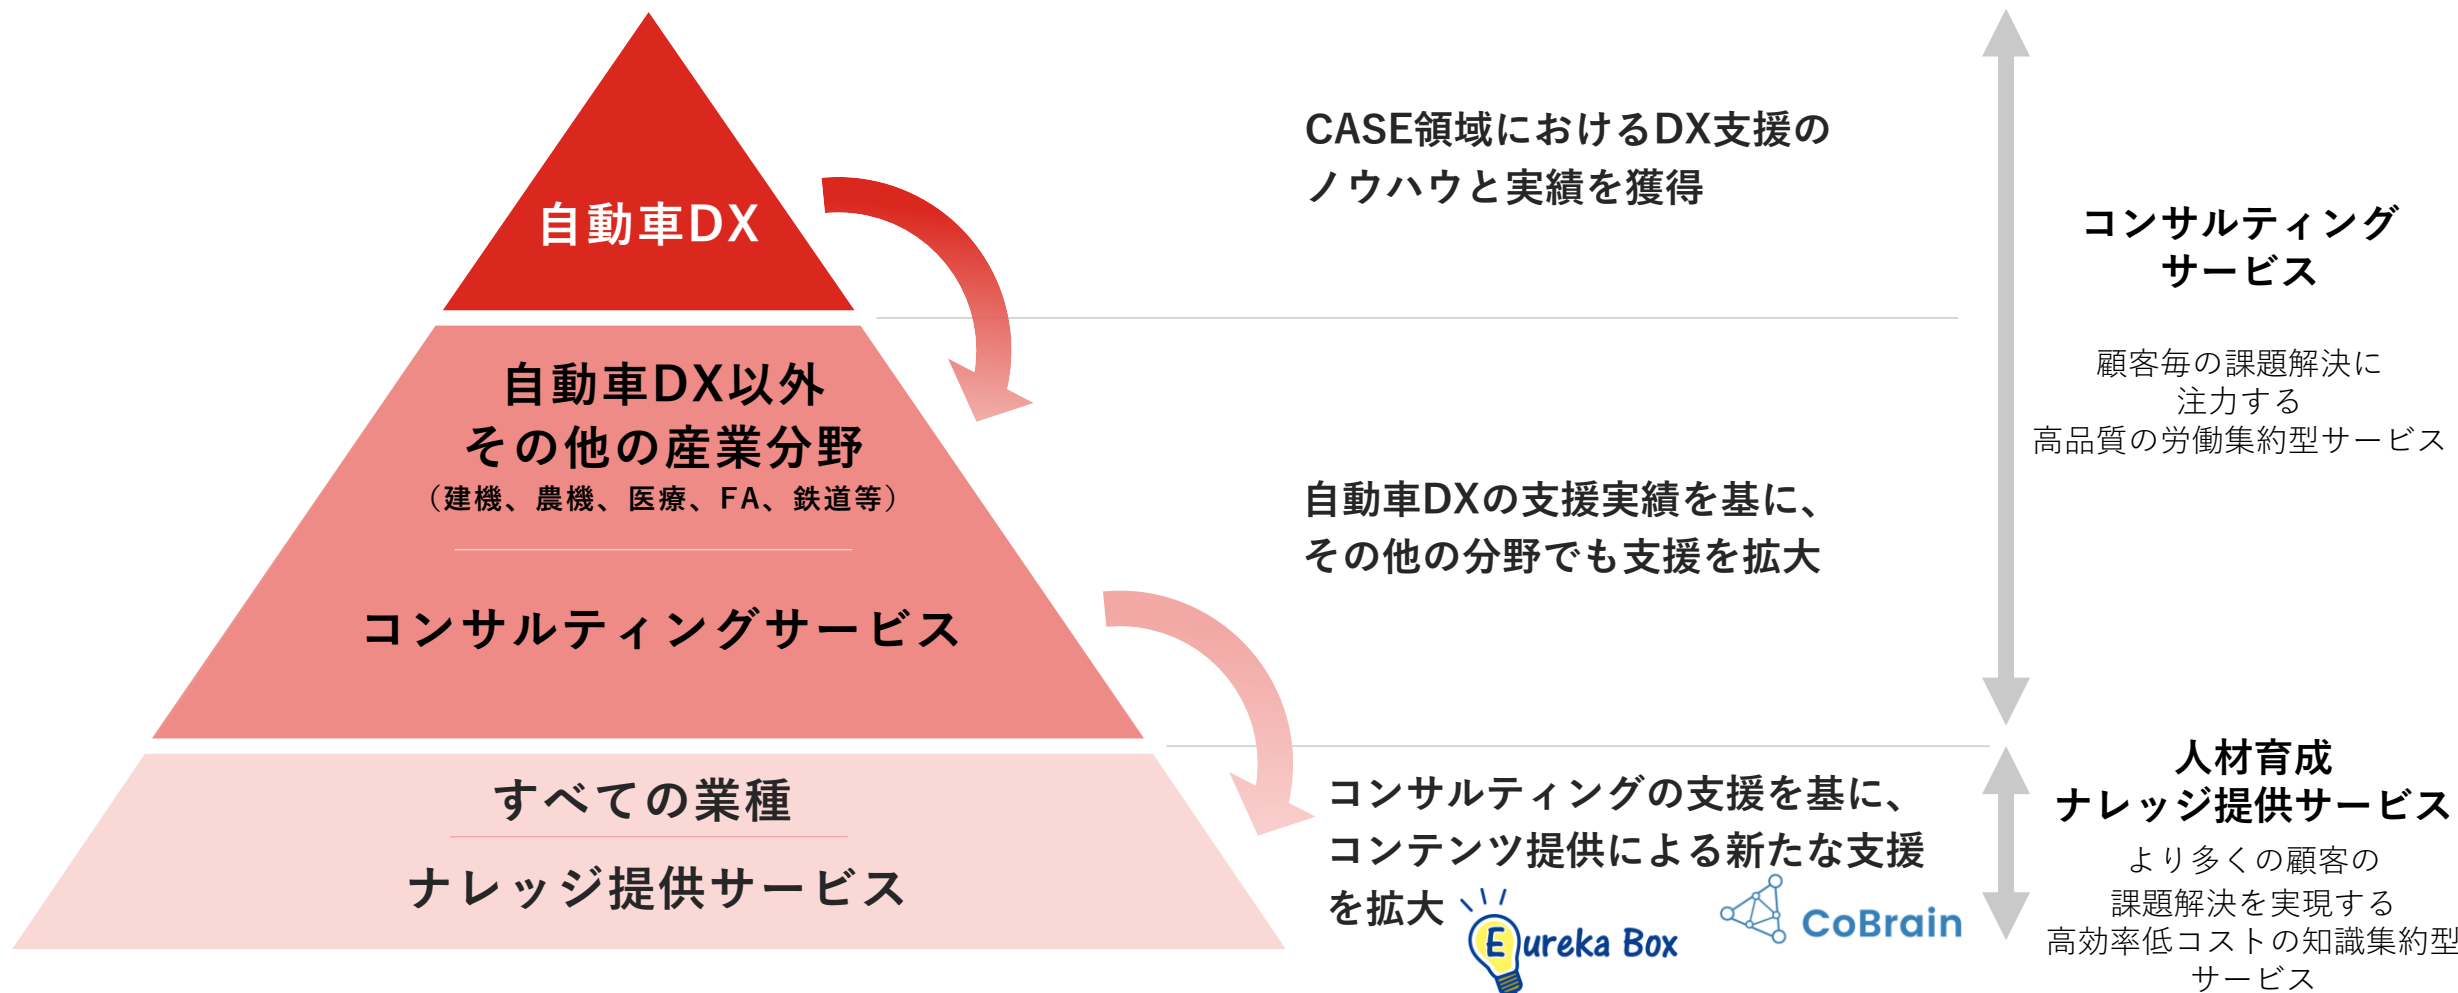 自動車DX
自動車DX以外
その他の産業分野
（建機、農機、医療、FA、鉄道等）
コンサルティングサービス
すべての業種
ナレッジ提供サービス
CASE領域におけるDX支援の
ノウハウと実績を獲得
自動車DXの支援実績を基に、
その他の分野でも支援を拡大
コンサルティングの支援を基に、
コンテンツ提供による新たな支援
を拡大
Eureka Box
CoBrain
コンサルティング
サービス
顧客毎の課題解決に
注力する
高品質の労働集約型サービス
人材育成
ナレッジ提供サービス
より多くの顧客の
課題解決を実現する
高効率低コストの知識集約型
サービス